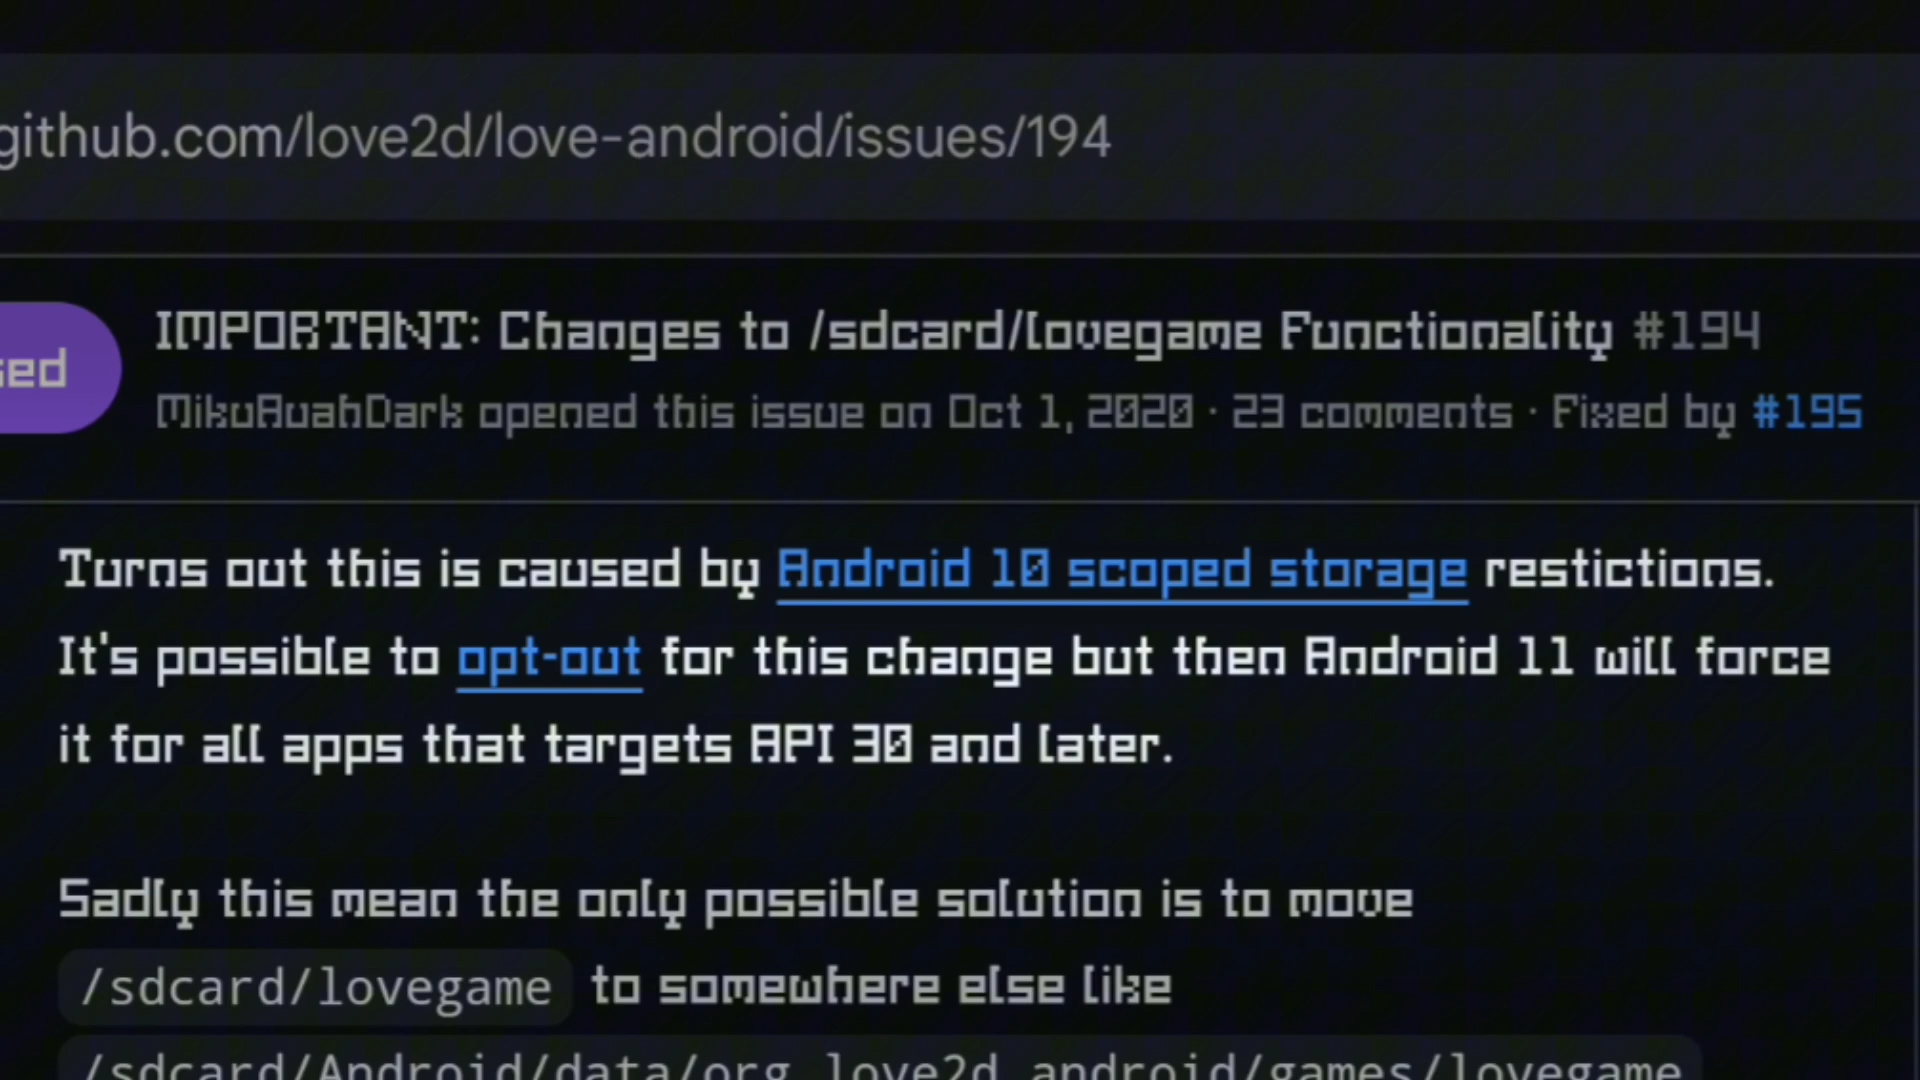 github.com/love2d/love-android/issues/194
sed
IMPORTANT: Changes to /sdcard/lovegame Functionality #194
MikuAuahDark opened this issue on Oct 1, 2020 · 23 comments · Fixed by #195
Turns out this is caused by Android 10 scoped storage restictions.
It's possible to opt-out for this change but then Android 11 will force
it for all apps that targets API 30 and later.
Sadly this mean the only possible solution is to move
/sdcard/lovegame to somewhere else like
/sdcard/Android/data/org.love2d.android/games/lovegame